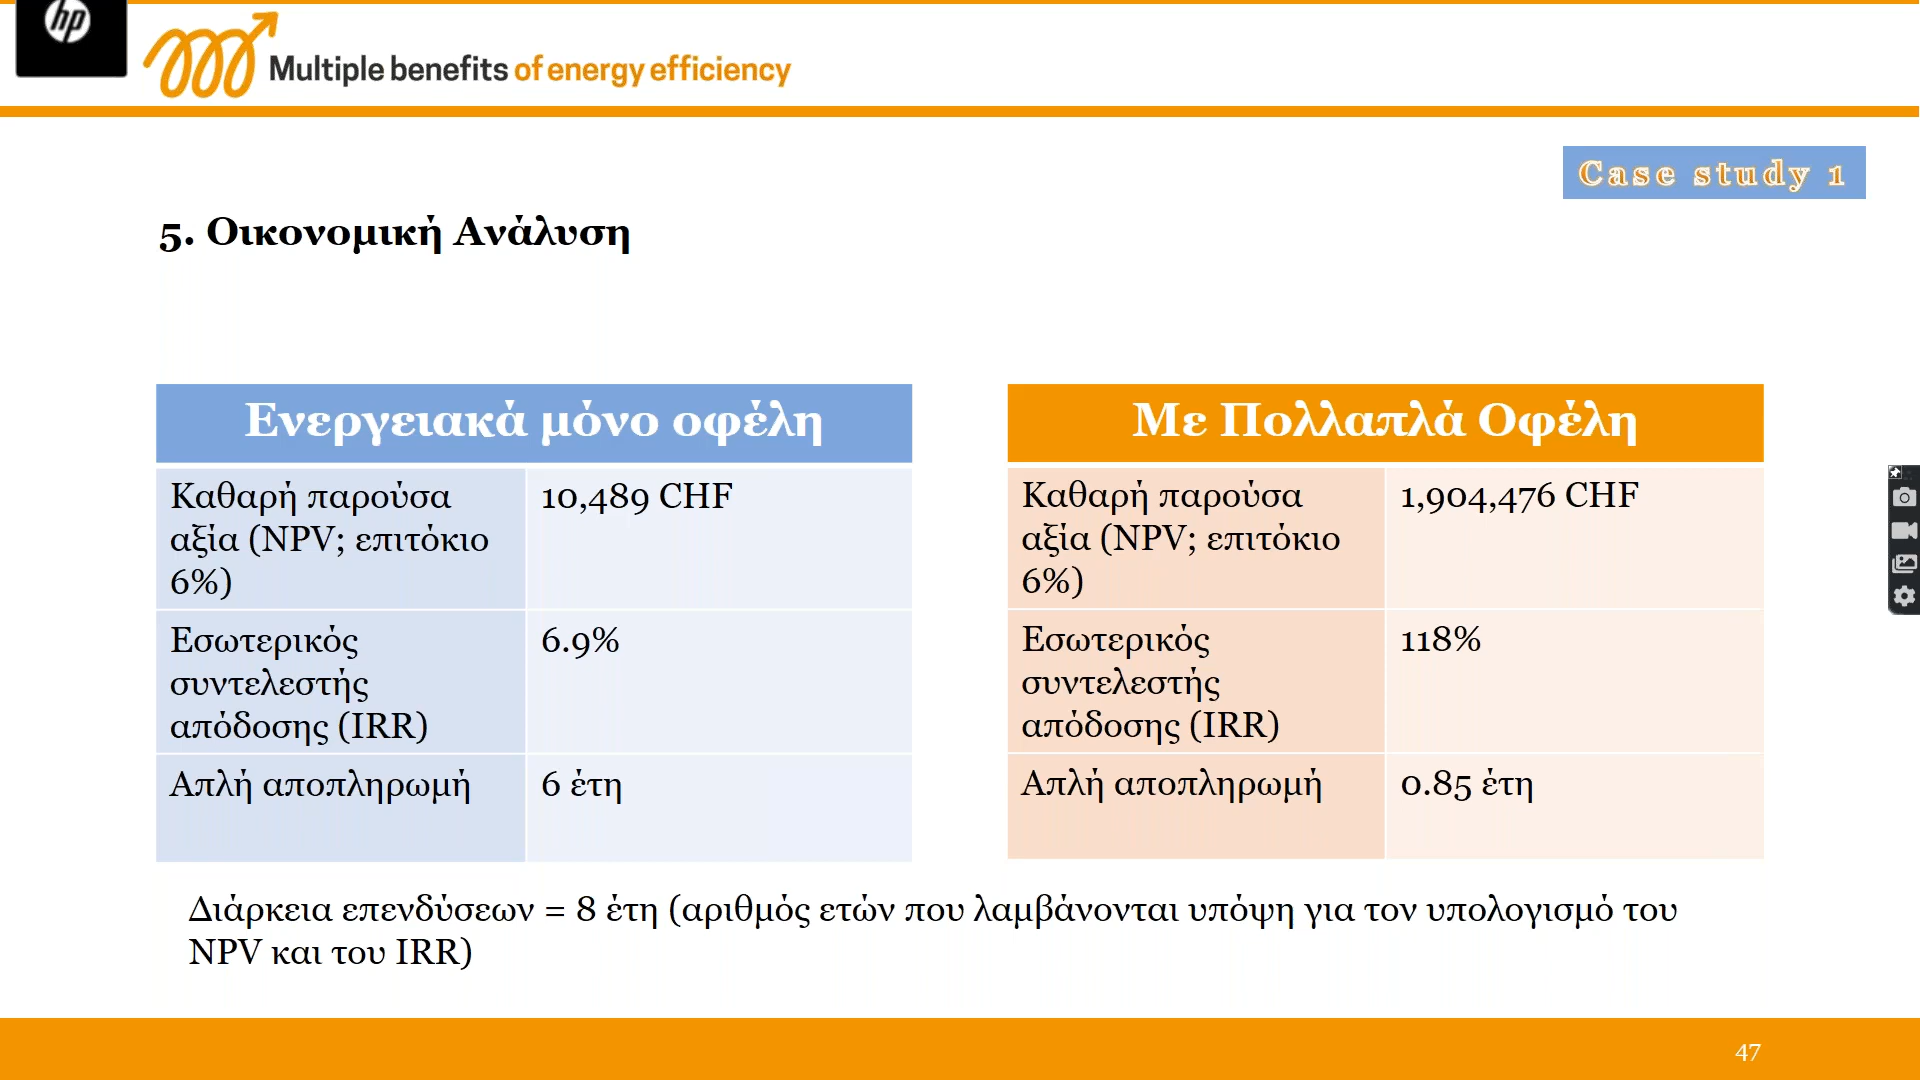 hp
Multiple benefits of energy efficiency
Case study 1
5. Οικονομική Ανάλυση
Ενεργειακά μόνο οφέλη
Καθαρή παρούσα
αξία (NPV; επιτόκιο
6%)
10,489 CHF
Εσωτερικός
συντελεστής
απόδοσης (IRR)
6.9%
Απλή αποπληρωμή
6 έτη
Με Πολλαπλά Οφέλη
Καθαρή παρούσα
αξία (NPV; επιτόκιο
6%)
1,904,476 CHF
Εσωτερικός
συντελεστής
απόδοσης (IRR)
118%
Απλή αποπληρωμή
0.85 έτη
Διάρκεια επενδύσεων = 8 έτη (αριθμός ετών που λαμβάνονται υπόψη για τον υπολογισμό του
NPV και του IRR)
47